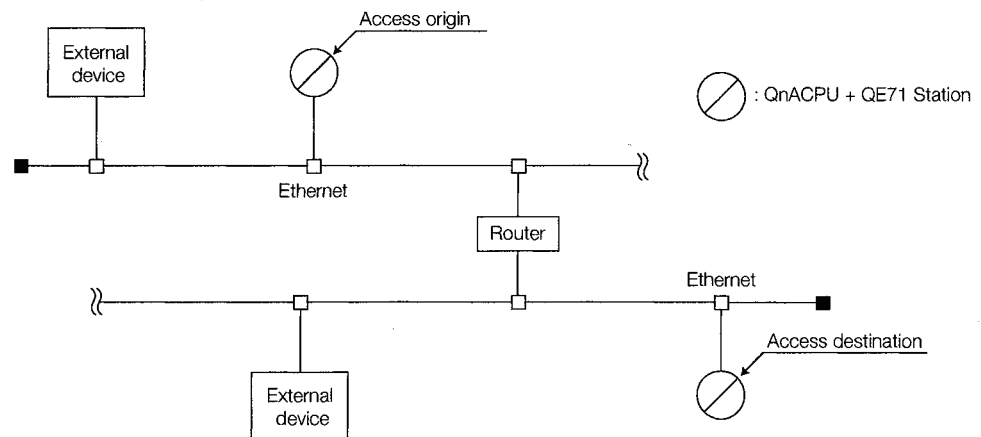 Access origin
External
device
: QnACPU + QE71 Station
Ethernet
Router
Ethernet
Access destination
External
device